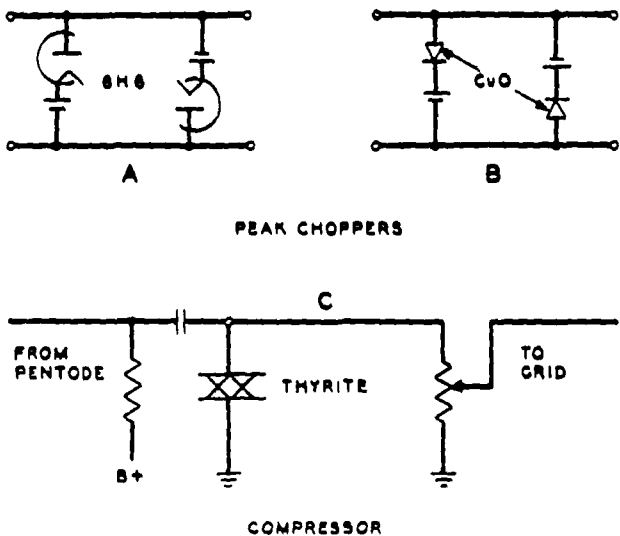 6H6
CuO
A
B
PEAK CHOPPERS
C
FROM
PENTODE
TO
GRID
THYRITE
B+
COMPRESSOR